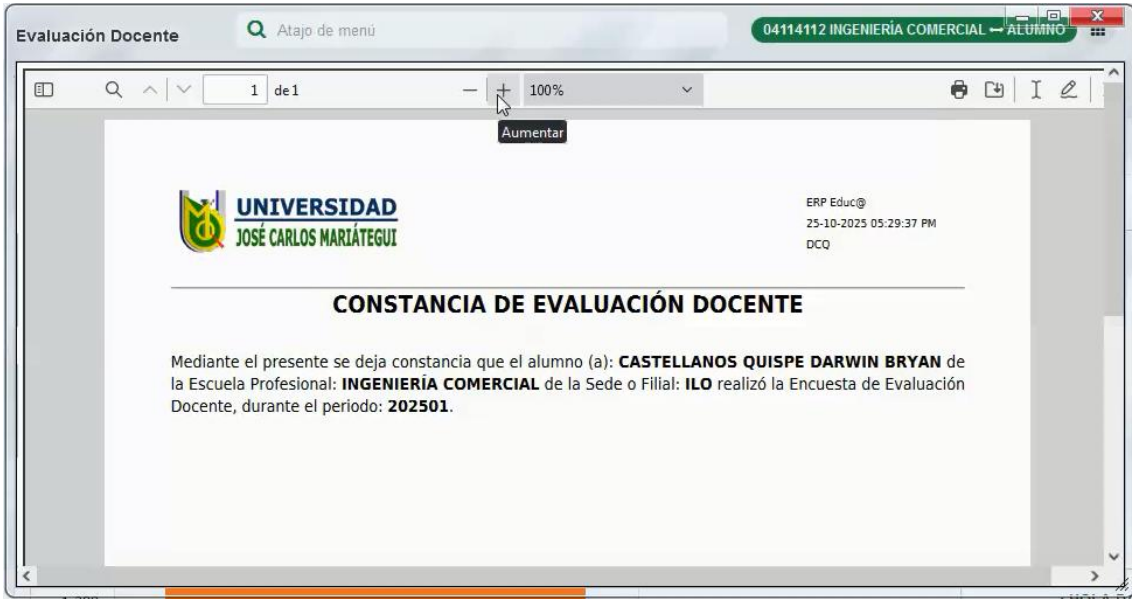 Evaluación Docente
Atajo de menú
04114112 INGENIERÍA COMERCIAL ↔ ALUMNO
1 de 1
100%
Aumentar
UNIVERSIDAD
JOSÉ CARLOS MARIÁTEGUI
ERP Educ@
25-10-2025 05:29:37 PM
DCQ
CONSTANCIA DE EVALUACIÓN DOCENTE
Mediante el presente se deja constancia que el alumno (a): CASTELLANOS QUISPE DARWIN BRYAN de
la Escuela Profesional: INGENIERÍA COMERCIAL de la Sede o Filial: ILO realizó la Encuesta de Evaluación
Docente, durante el periodo: 202501.